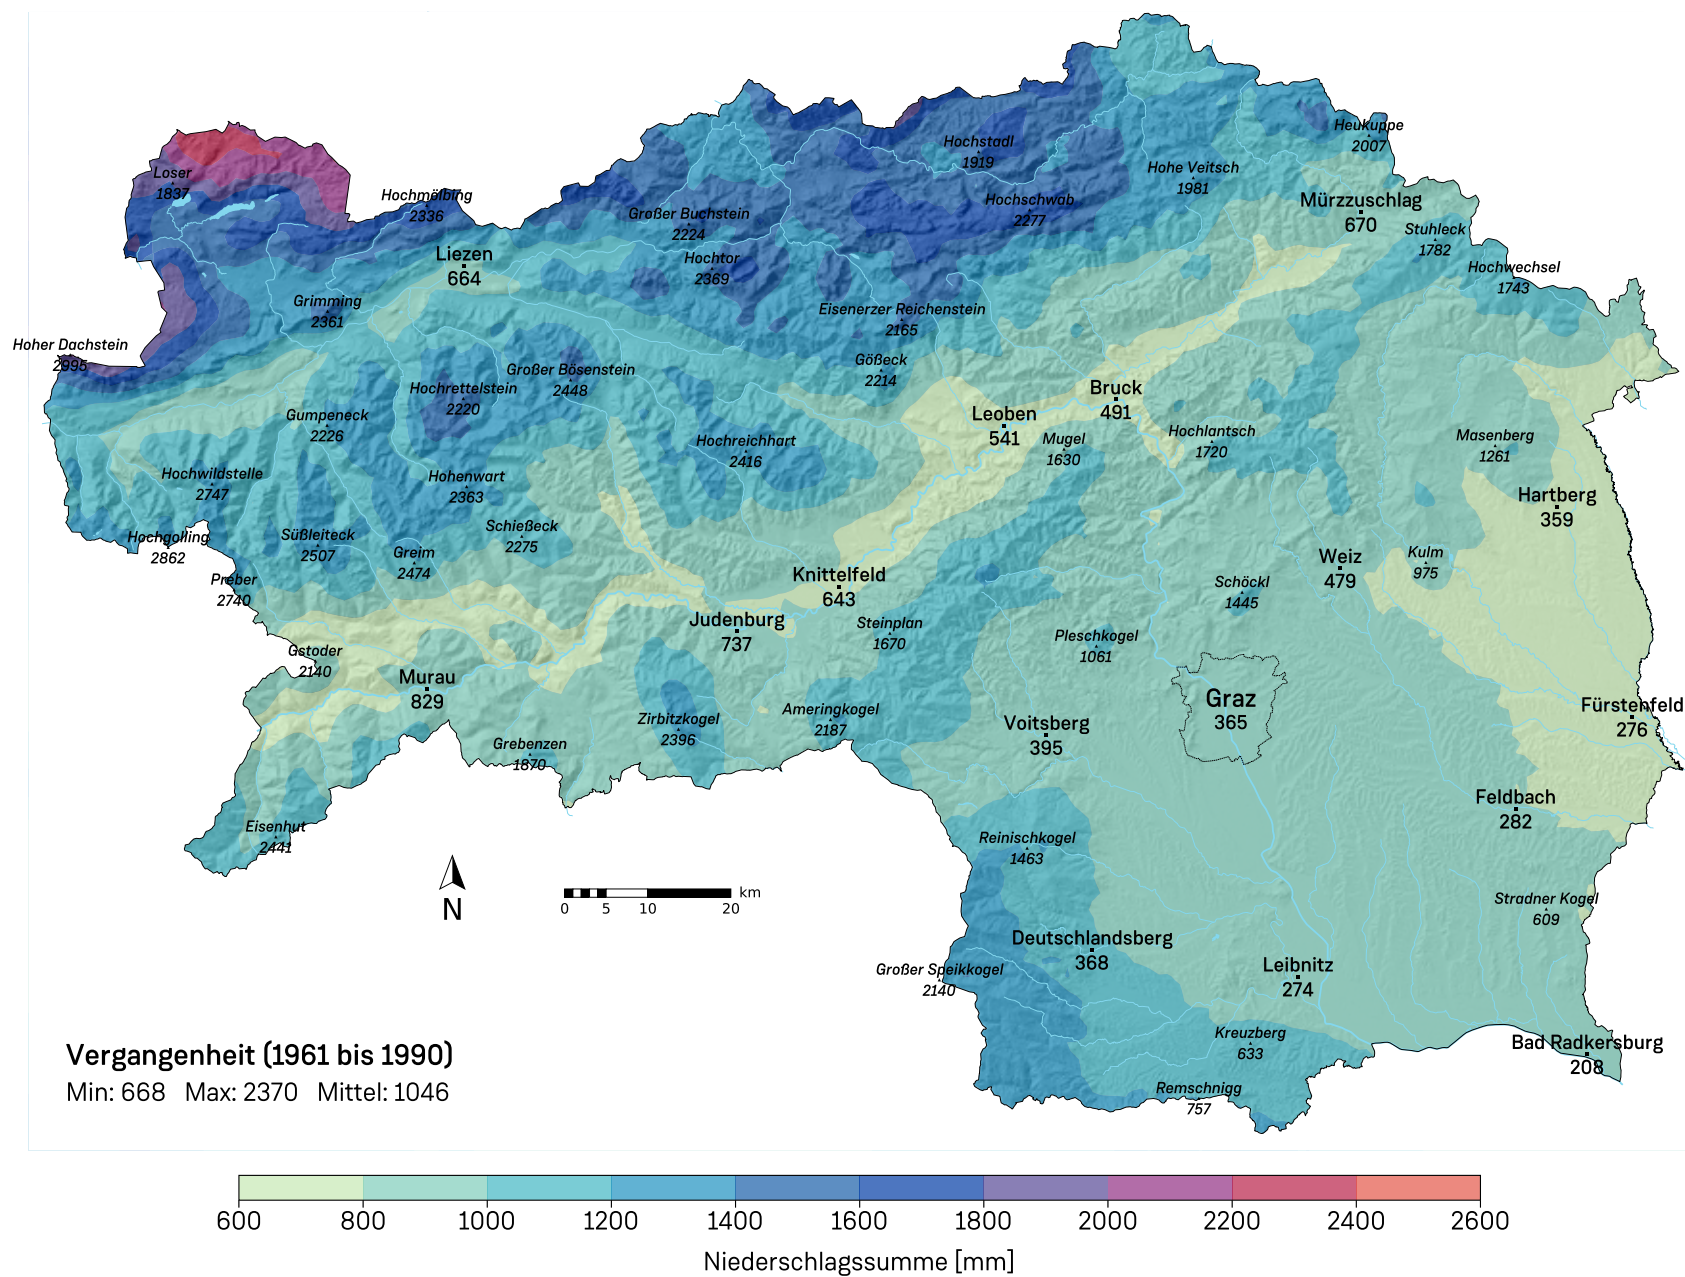 Heukuppe
2007
Hochstadl
1919
Hohe Veitsch
1981
Loser
1837
Hochmölbing
2336
Hochschwab
2277
Mürzzuschlag
670
Großer Buchstein
2224
Stuhleck
1782
Liezen
664
Hochtor
2369
Hochwechsel
1743
Grimming
2361
Eisenerzer Reichenstein
2165
Hoher Dachstein
2995
Gößeck
2214
Großer Bösenstein
2448
Hochrettelstein
2220
Bruck
491
Gumpeneck
2226
Leoben
541
Hochlantsch
1720
Mugel
1630
Hochreichhart
2416
Masenberg
1261
Hochwildstelle
2747
Hohenwart
2363
Hartberg
359
Schießeck
2275
Süßleiteck
2507
Hochgolling
2862
Greim
2474
Weiz
479
Kulm
975
Knittelfeld
643
Preber
2740
Schöckl
1445
Judenburg
737
Steinplan
1670
Pleschkogel
1061
Gstoder
2140
Murau
829
Graz
365
Fürstenfeld
276
Zirbitzkogel
2396
Ameringkogel
2187
Voitsberg
395
Grebenzen
1870
Feldbach
282
Eisenhut
2441
Reinischkogel
1463
N
km
0 5 10 20
Stradner Kogel
609
Deutschlandsberg
368
Leibnitz
274
Großer Speikkogel
2140
Kreuzberg
633
Bad Radkersburg
208
Vergangenheit (1961 bis 1990)
Min: 668 Max: 2370 Mittel: 1046
Remschnigg
757
600 800 1000 1200 1400 1600 1800 2000 2200 2400 2600
Niederschlagssumme [mm]